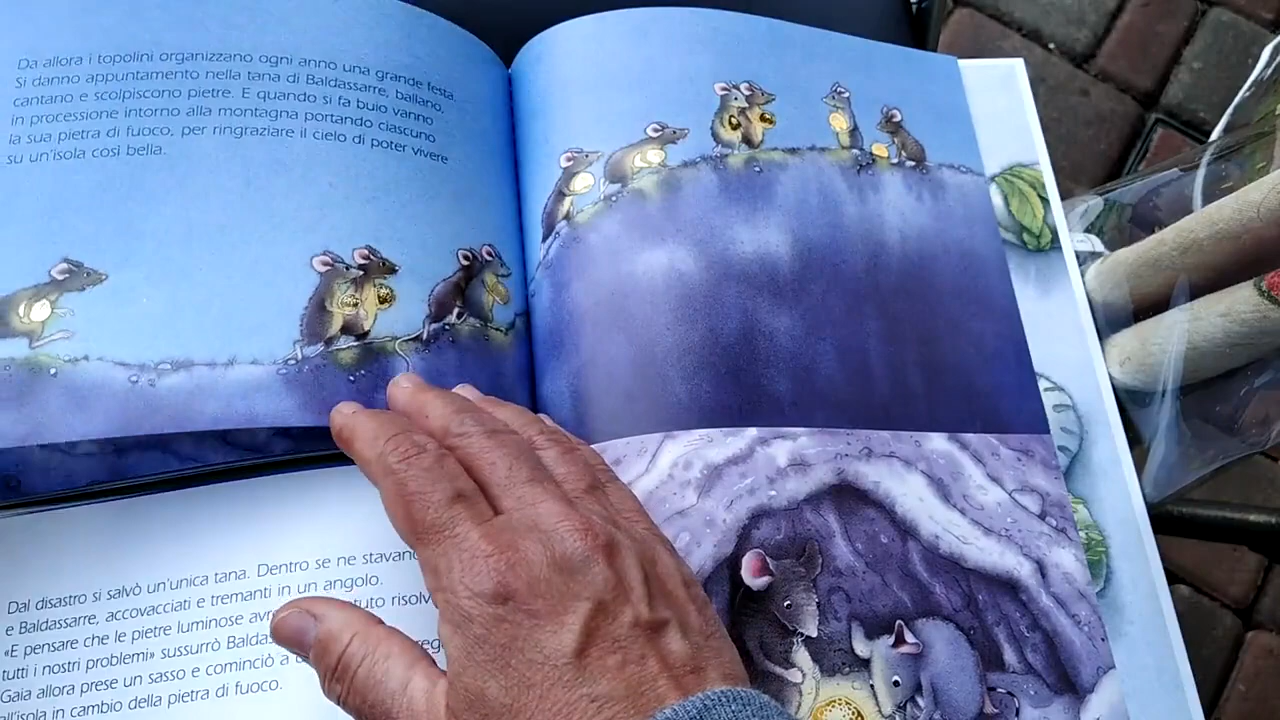 Da allora i topolini organizzano ogni anno una grande festa.
Si danno appuntamento nella tana di Baldassarre, ballano,
cantano e scolpiscono pietre. E quando si fa buio vanno
in processione intorno alla montagna portando ciascuno
la sua pietra di fuoco, per ringraziare il cielo di poter vivere
su un'isola così bella.
Dal disastro si salvò un'unica tana. Dentro se ne stavano
e Baldassarre, accovacciati e tremanti in un angolo.
«E pensare che le pietre luminose
tutti i nostri problemi» sussurrò
Gaia allora prese un sasso e cominciò a
all'isola in cambio della pietra di fuoco.